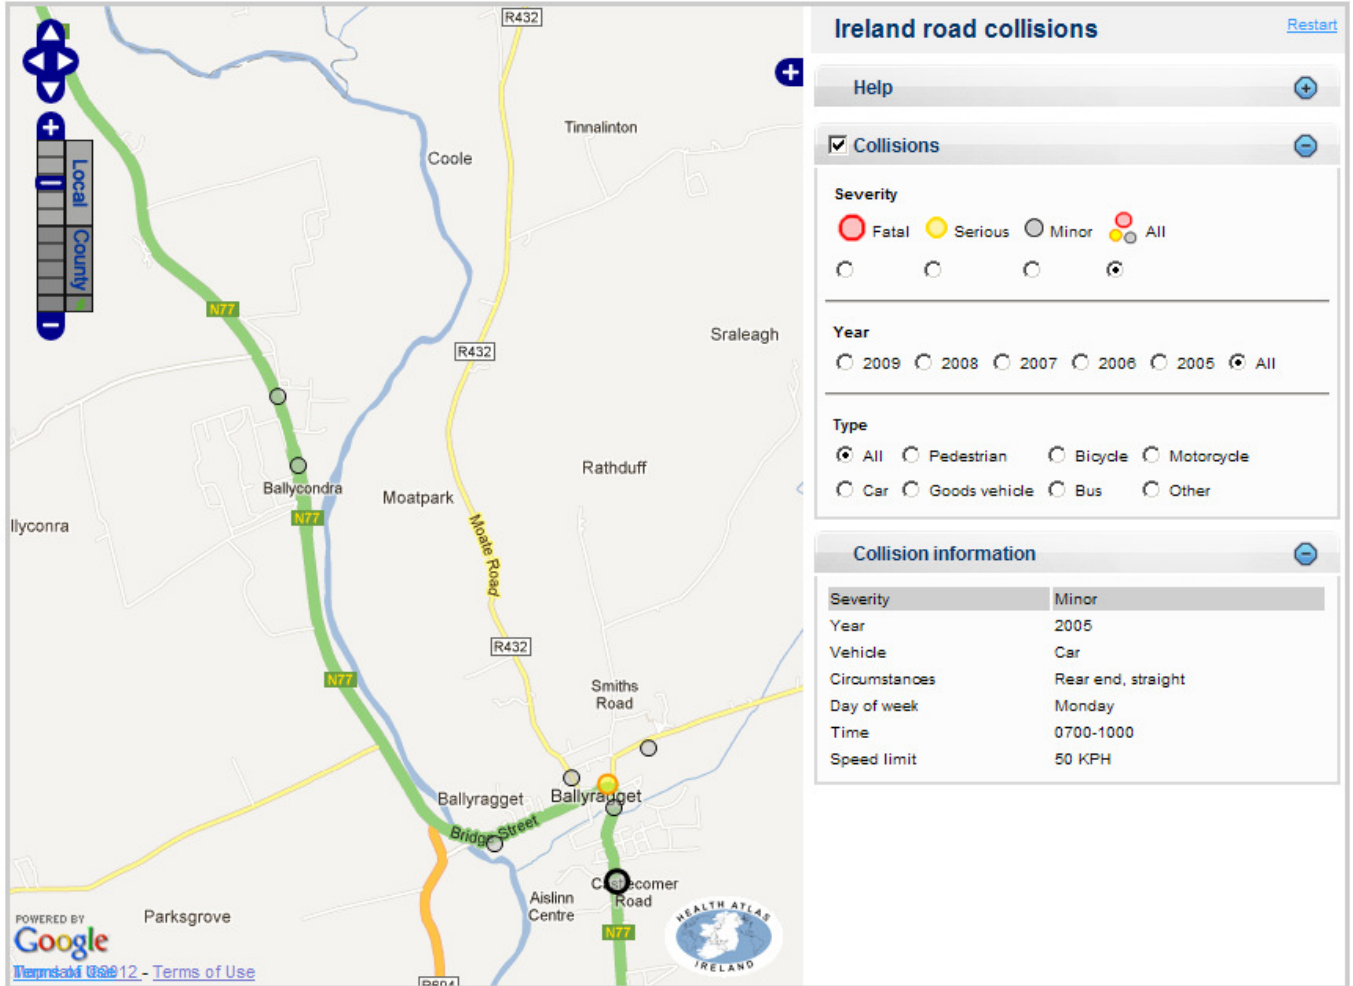 R432
Coole
Tinnalinton
Local
County
N77
Sraleagh
R432
Rathduff
Ballycondra
Moatpark
N77
llyconra
Moate Road
R432
N77
Smiths
Road
Ballyragget
Ballyragget
Bridge Street
Castlecomer
Road
Aislinn
Centre
Parksgrove
N77
HEALTH ATLAS
IRELAND
POWERED BY
Google
2012 - Terms of Use
R694
Ireland road collisions
Restart
Help
Collisions
Severity
Fatal Serious Minor All
Year
2009 2008 2007 2006 2005 All
Type
All Pedestrian Bicycle Motorcycle
Car Goods vehicle Bus Other
Collision information
Severity Minor
Year 2005
Vehicle Car
Circumstances Rear end, straight
Day of week Monday
Time 0700-1000
Speed limit 50 KPH